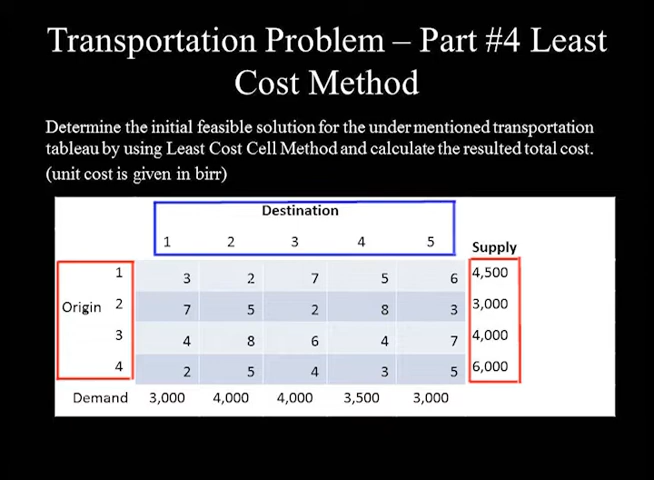 Transportation Problem – Part #4 Least
Cost Method
Determine the initial feasible solution for the under mentioned transportation
tableau by using Least Cost Cell Method and calculate the resulted total cost.
(unit cost is given in birr)
Destination
1 2 3 4 5 Supply
1 3 2 7 5 6 4,500
Origin 2 7 5 2 8 3 3,000
3 4 8 6 4 7 4,000
4 2 5 4 3 5 6,000
Demand 3,000 4,000 4,000 3,500 3,000